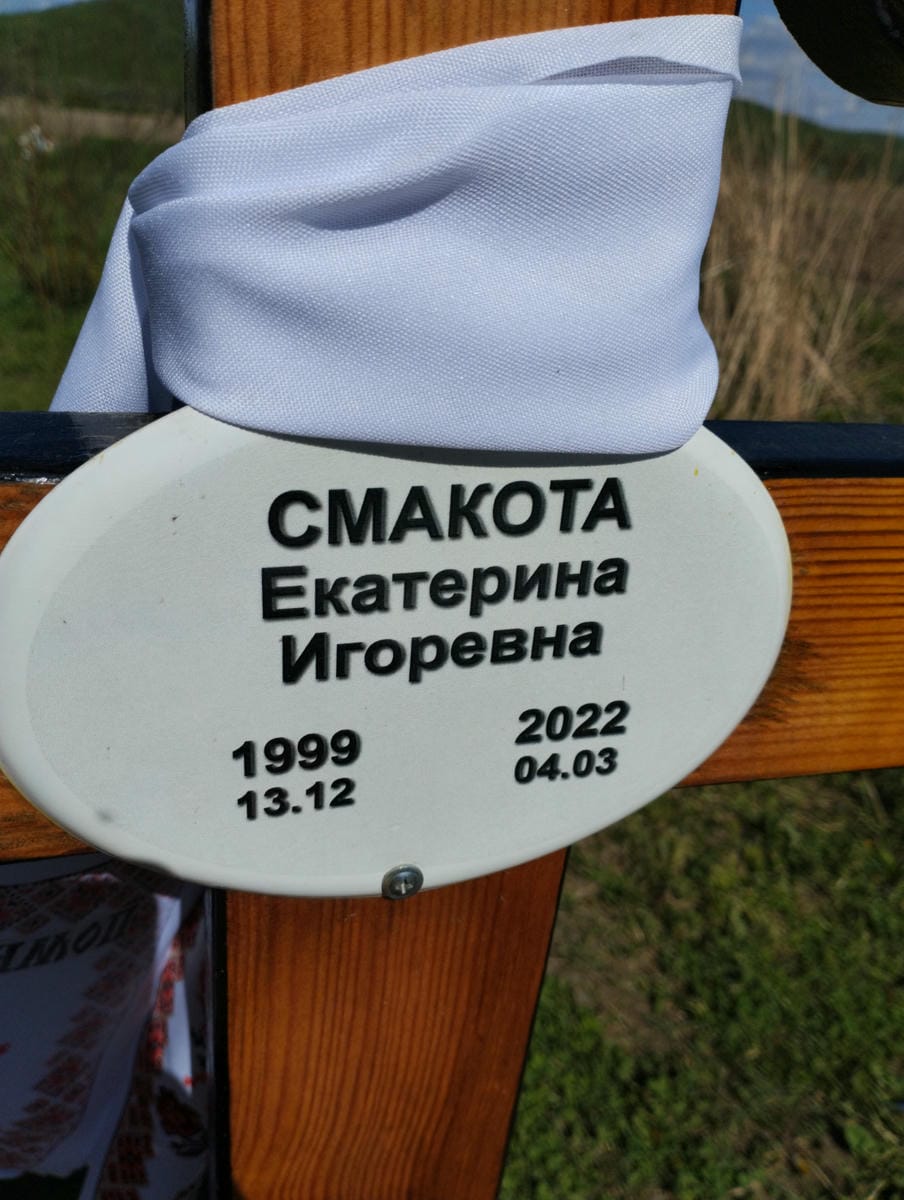 СМАКОТА
Екатерина
Игоревна
1999 2022
13.12 04.03